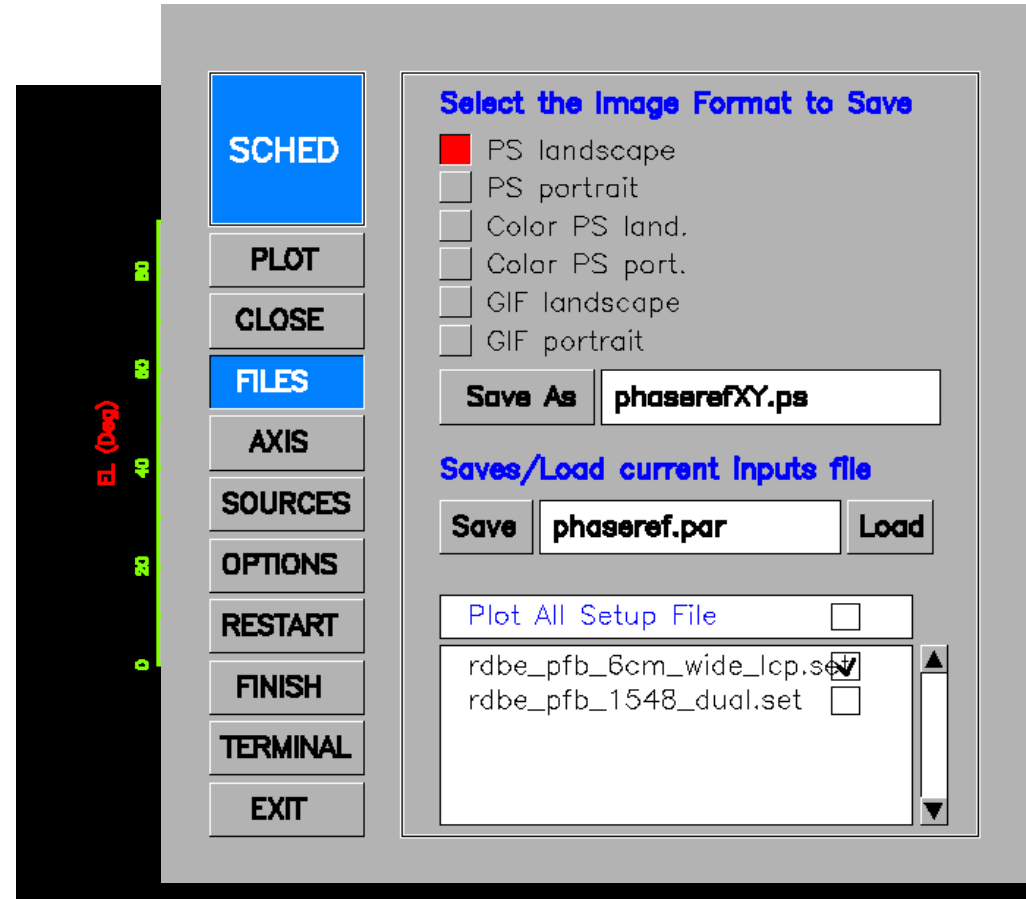 SCHED
PLOT
CLOSE
FILES
AXIS
SOURCES
OPTIONS
RESTART
FINISH
TERMINAL
EXIT
Select the Image Format to Save
PS landscape
PS portrait
Color PS land.
Color PS port.
GIF landscape
GIF portrait
Save As phaserefXY.ps
Saves/Load current inputs file
Save phaseref.par Load
Plot All Setup File
rdbe_pfb_6cm_wide_lcp.set
rdbe_pfb_1548_dual.set
EL (Deg)
80
60
40
20
0